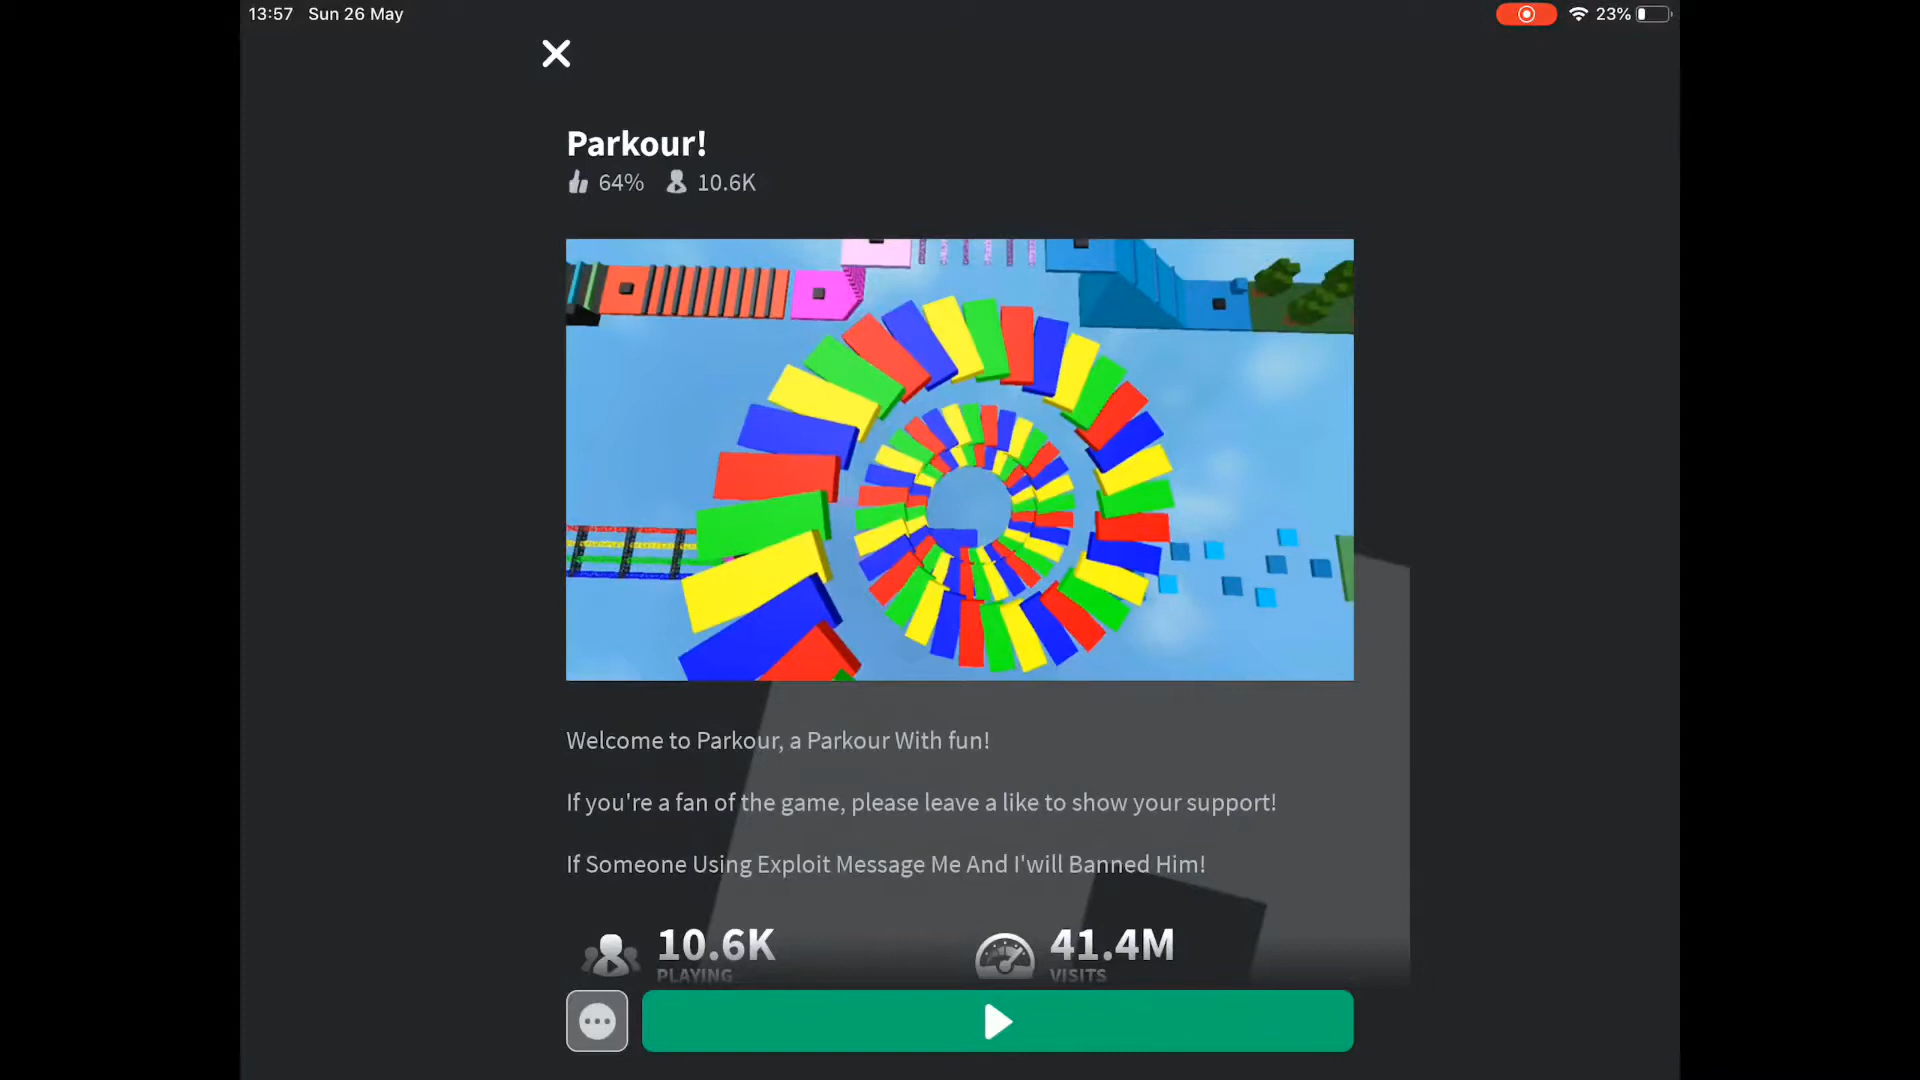 13:57 Sun 26 May
23%
Parkour!
64% 10.6K
Welcome to Parkour, a Parkour With fun!
If you're a fan of the game, please leave a like to show your support!
If Someone Using Exploit Message Me And I'will Banned Him!
10.6K 41.4M
PLAYING VISITS